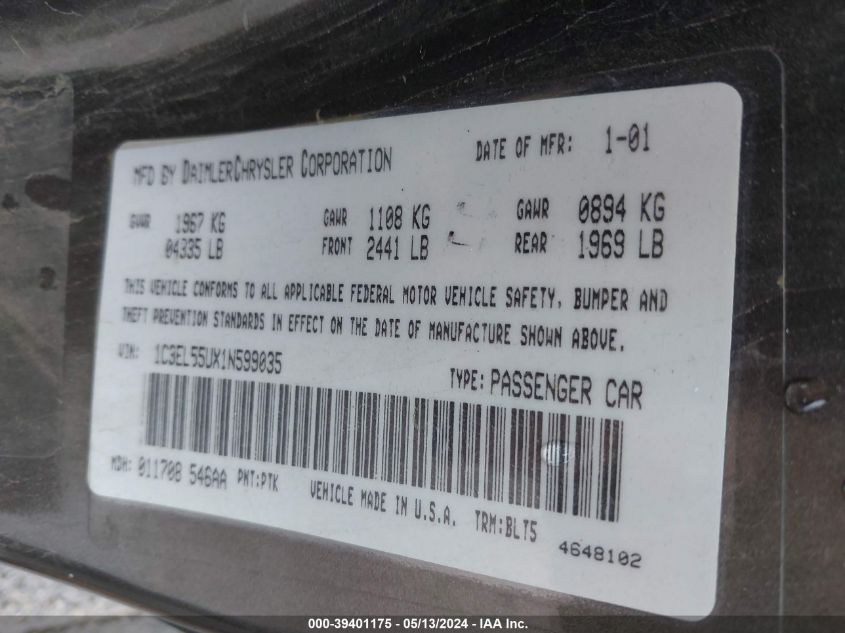 MFD BY DAIMLERCHRYSLER CORPORATION DATE OF MFR: 1-01
GVWR 1967 KG GAWR 1108 KG GAWR 0894 KG
04335 LB FRONT 2441 LB REAR 1969 LB
THIS VEHICLE CONFORMS TO ALL APPLICABLE FEDERAL MOTOR VEHICLE SAFETY, BUMPER AND
THEFT PREVENTION STANDARDS IN EFFECT ON THE DATE OF MANUFACTURE SHOWN ABOVE.
VIN: 1C3EL55UX1N599035 TYPE: PASSENGER CAR
MDH: 011708 546AA PNT:PTK VEHICLE MADE IN U.S.A. TRM:BLT5
4648102
000-39401175 - 05/13/2024 - IAA Inc.